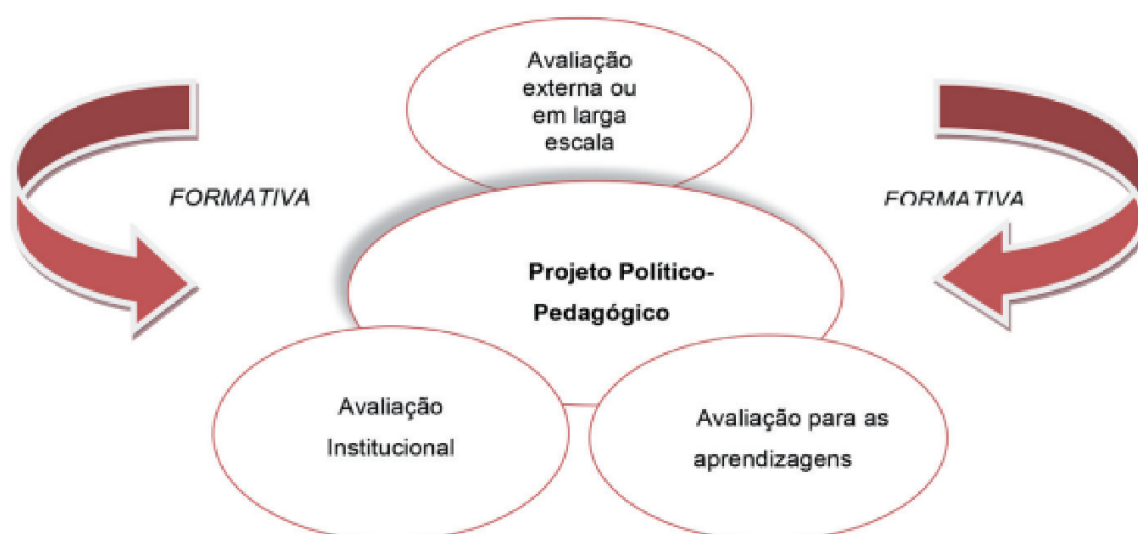 Avaliação
externa ou
em larga
escala
FORMATIVA
FORMATIVA
Projeto Político-
Pedagógico
Avaliação
Institucional
Avaliação para as
aprendizagens